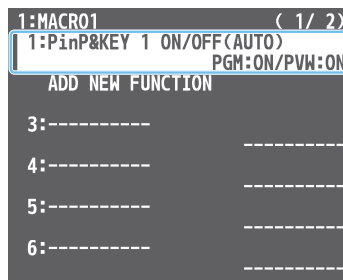 1:MACRO1 ( 1/ 2)
1:PinP&KEY 1 ON/OFF(AUTO)
PGM:ON/PVW:ON
ADD NEW FUNCTION
3:----------
----------
4:----------
----------
5:----------
----------
6:----------
----------